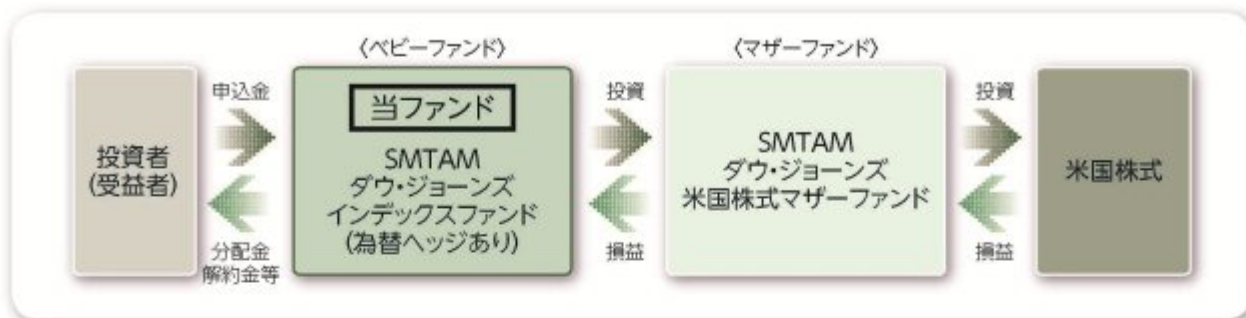 〈ベビーファンド〉
〈マザーファンド〉
投資者
(受益者)
申込金
分配金
解約金等
当ファンド
SMTAM
ダウ・ジョーンズ
インデックスファンド
(為替ヘッジあり)
投資
損益
SMTAM
ダウ・ジョーンズ
米国株式マザーファンド
投資
損益
米国株式